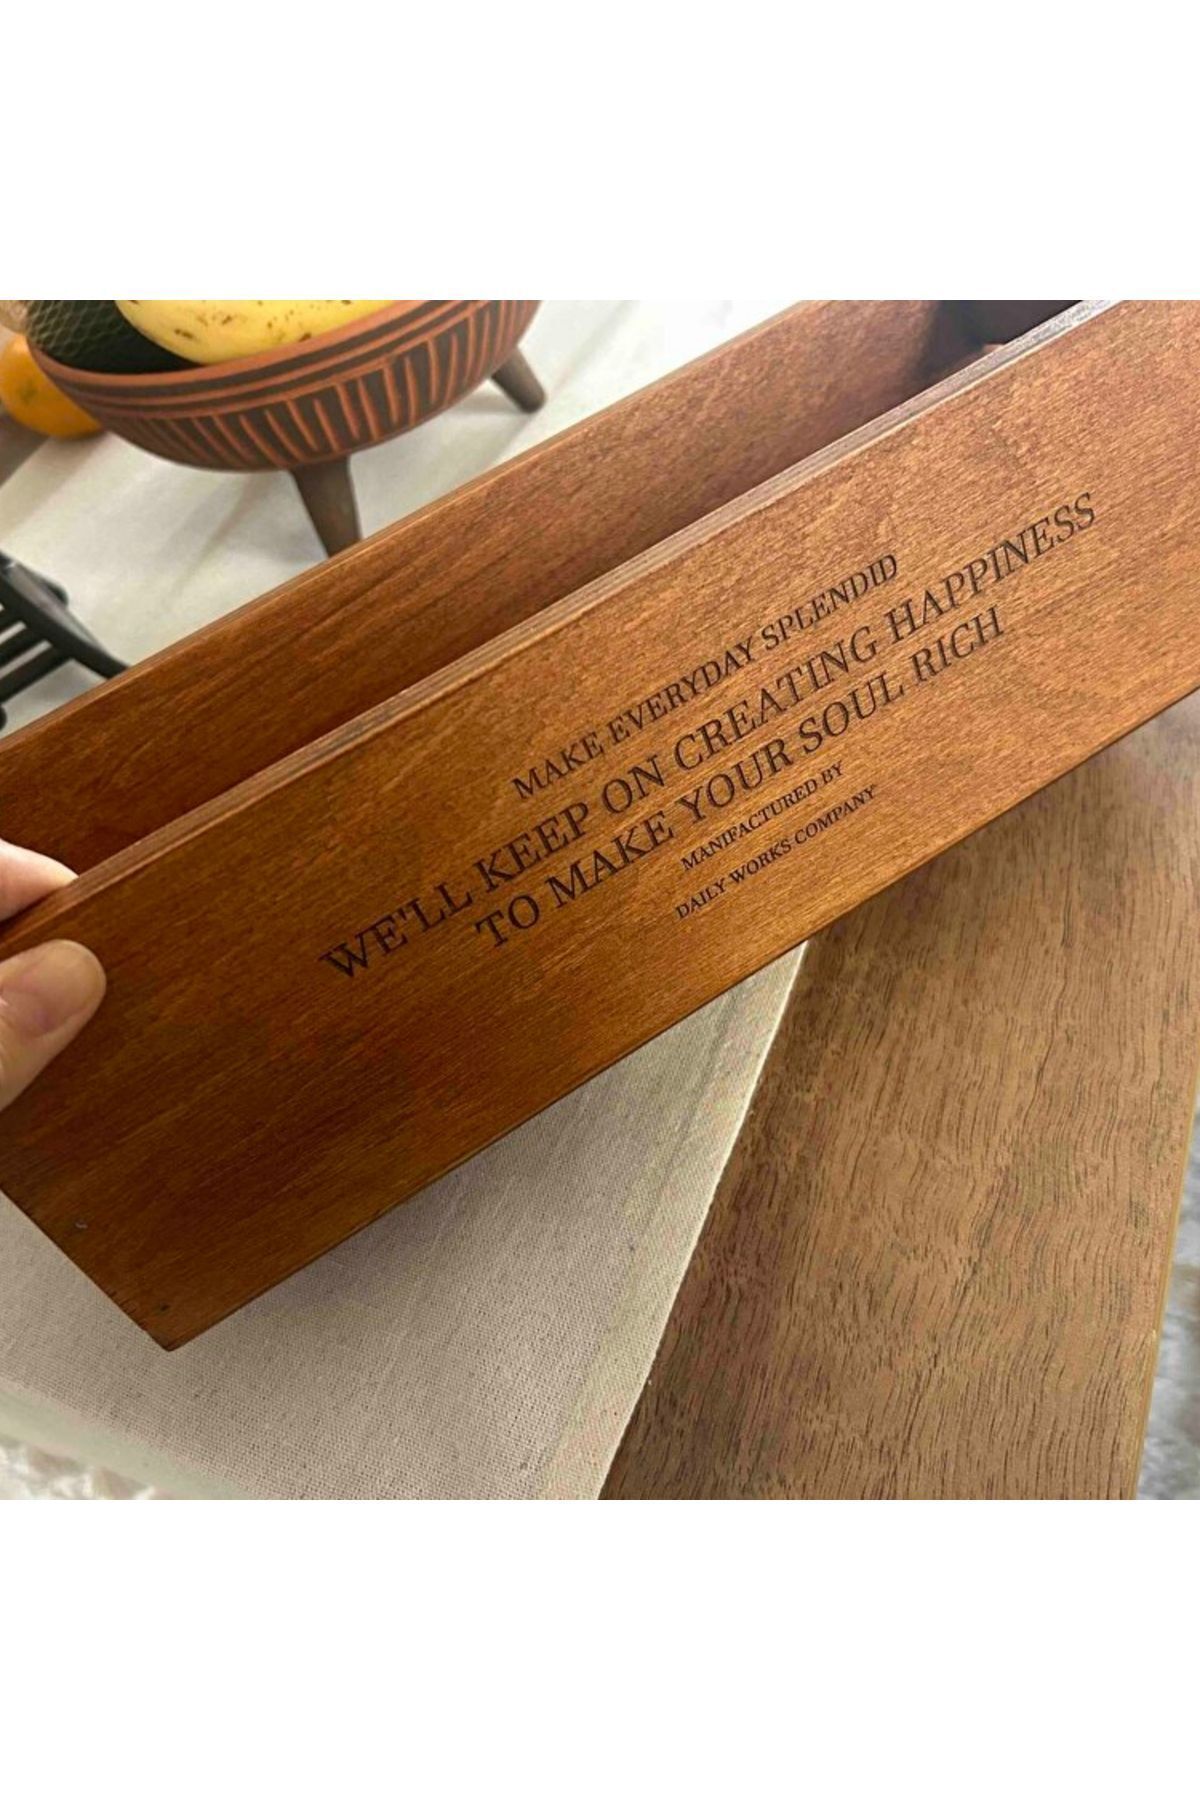 MAKE EVERYDAY SPLENDID
WE'LL KEEP ON CREATING HAPPINESS
TO MAKE YOUR SOUL RICH
MANIFACTURED BY
DAILY WORKS COMPANY